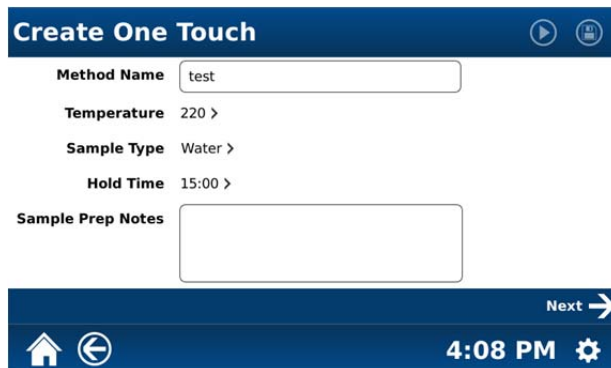 Create One Touch
Method Name test
Temperature 220 >
Sample Type Water >
Hold Time 15:00 >
Sample Prep Notes
Next
4:08 PM